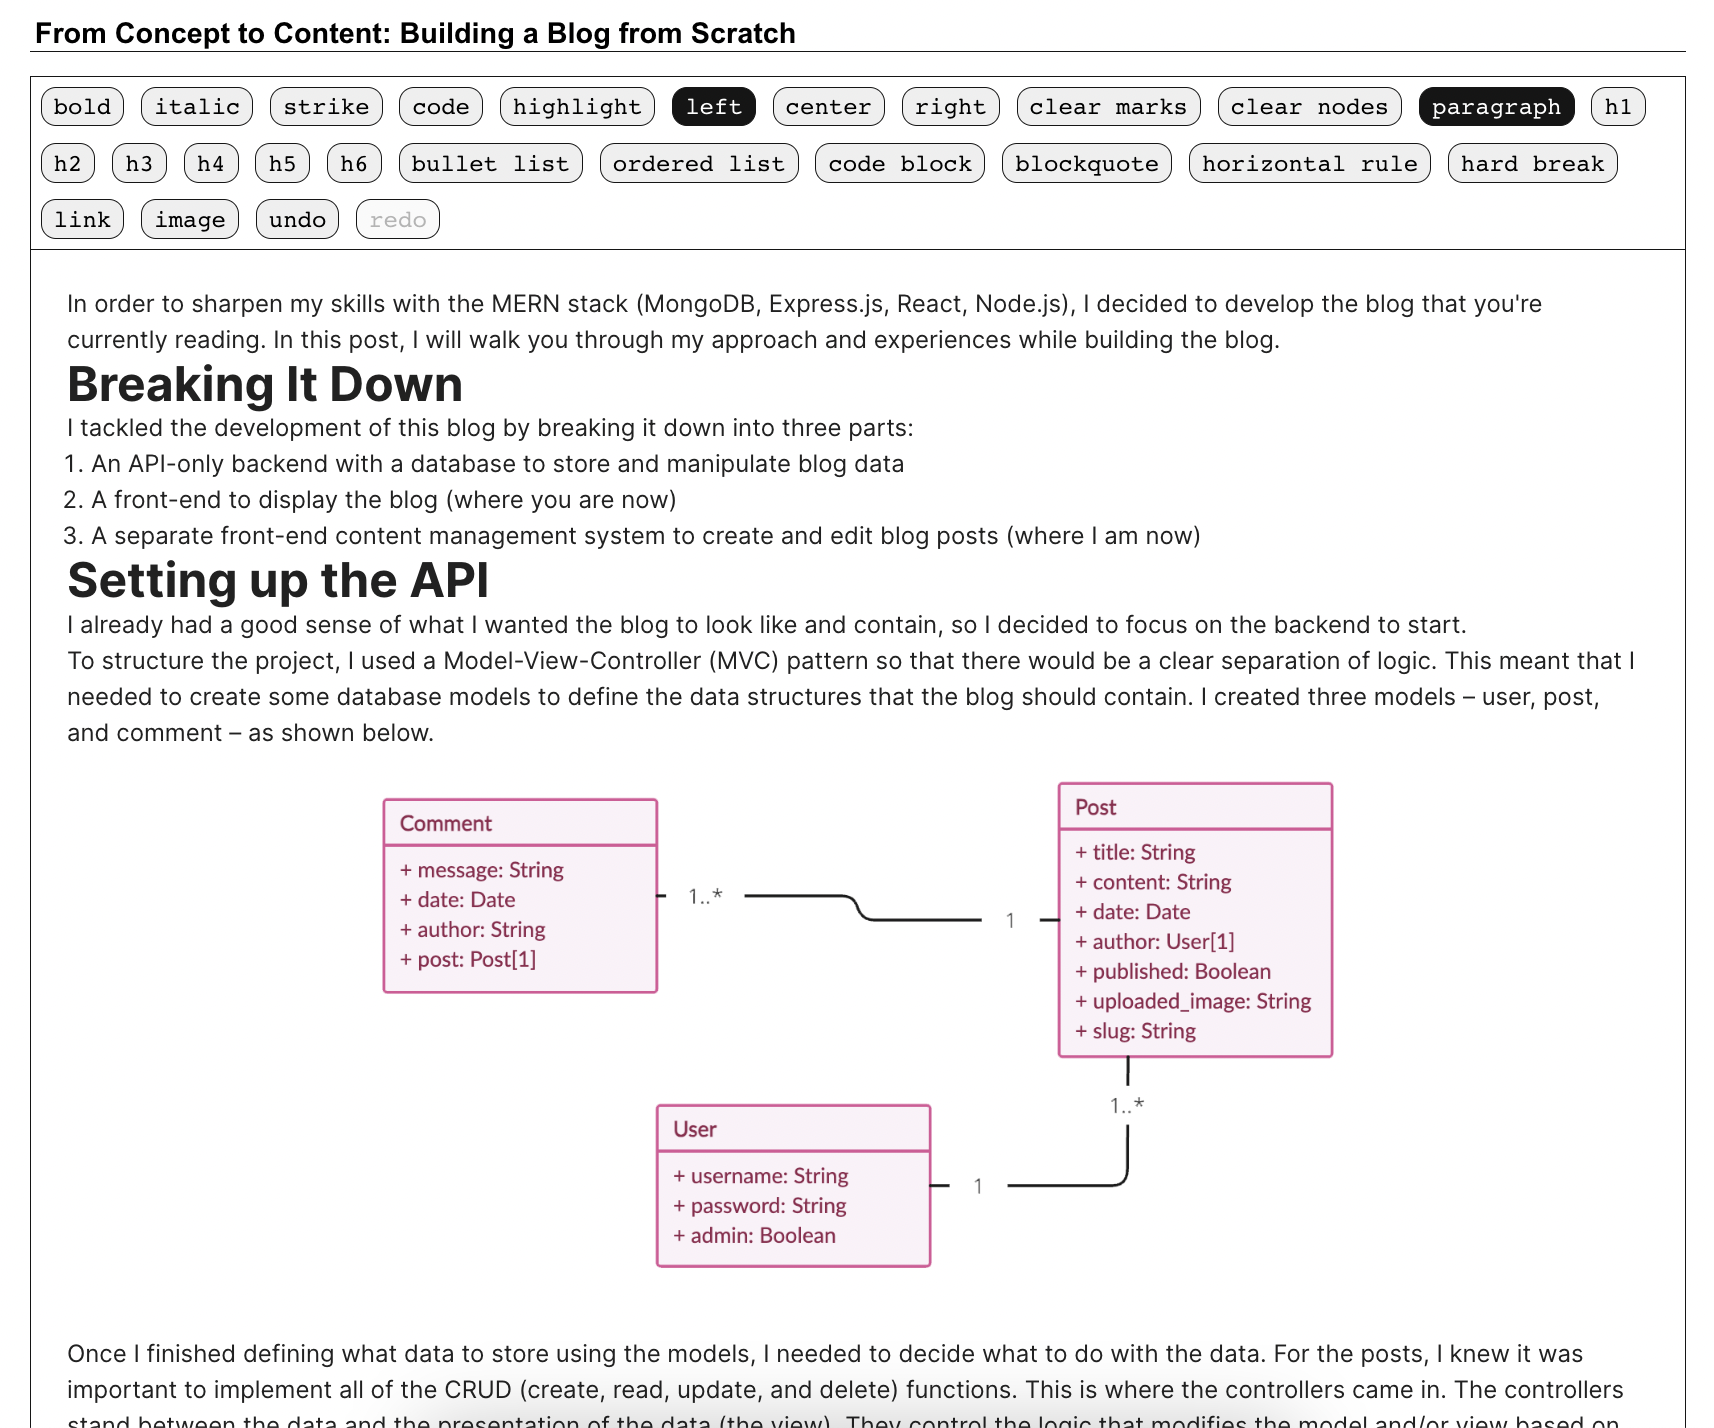 From Concept to Content: Building a Blog from Scratch
bold italic strike code highlight left center right clear marks clear nodes paragraph h1
h2 h3 h4 h5 h6 bullet list ordered list code block blockquote horizontal rule hard break
link image undo redo
In order to sharpen my skills with the MERN stack (MongoDB, Express.js, React, Node.js), I decided to develop the blog that you're
currently reading. In this post, I will walk you through my approach and experiences while building the blog.
Breaking It Down
I tackled the development of this blog by breaking it down into three parts:
1. An API-only backend with a database to store and manipulate blog data
2. A front-end to display the blog (where you are now)
3. A separate front-end content management system to create and edit blog posts (where I am now)
Setting up the API
I already had a good sense of what I wanted the blog to look like and contain, so I decided to focus on the backend to start.
To structure the project, I used a Model-View-Controller (MVC) pattern so that there would be a clear separation of logic. This meant that I
needed to create some database models to define the data structures that the blog should contain. I created three models – user, post,
and comment – as shown below.
Comment
+ message: String
+ date: Date
+ author: String
+ post: Post[1]
1..*
1
Post
+ title: String
+ content: String
+ date: Date
+ author: User[1]
+ published: Boolean
+ uploaded_image: String
+ slug: String
1..*
User
+ username: String
+ password: String
+ admin: Boolean
1
Once I finished defining what data to store using the models, I needed to decide what to do with the data. For the posts, I knew it was
important to implement all of the CRUD (create, read, update, and delete) functions. This is where the controllers came in. The controllers
stand between the data and the presentation of the data (the view). They control the logic that modifies the model and/or view based on